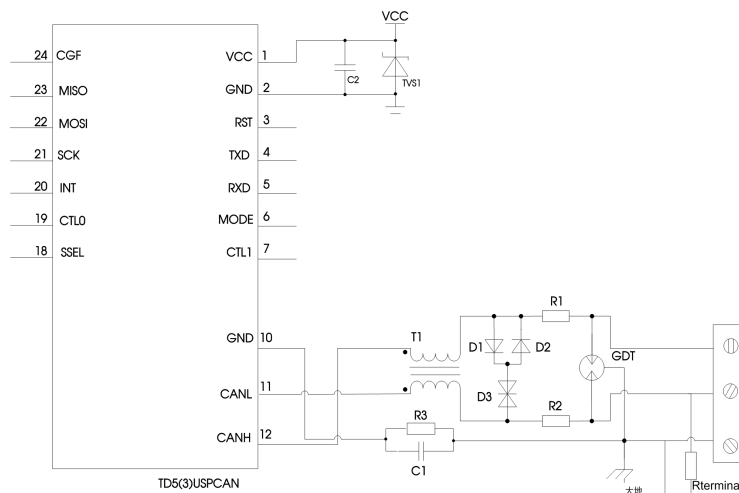 VCC
24 CGF VCC 1
C2
TVS1
23 MISO GND 2
22 MOSI RST 3
21 SCK TXD 4
20 INT RXD 5
19 CTL0 MODE 6
18 SSEL CTL1 7
R1
GND 10
T1
D1
D2
GDT
CANL 11
D3
R2
R3
CANH 12
C1
TD5(3)USPCAN
大地
Rtermina